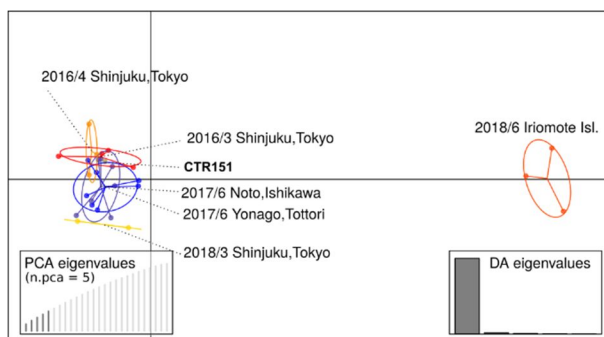 2016/4 Shinjuku,Tokyo
2016/3 Shinjuku,Tokyo
2018/6 Iriomote Isl.
CTR151
2017/6 Noto,Ishikawa
2017/6 Yonago,Tottori
2018/3 Shinjuku,Tokyo
PCA eigenvalues
(n.pca = 5)
DA eigenvalues